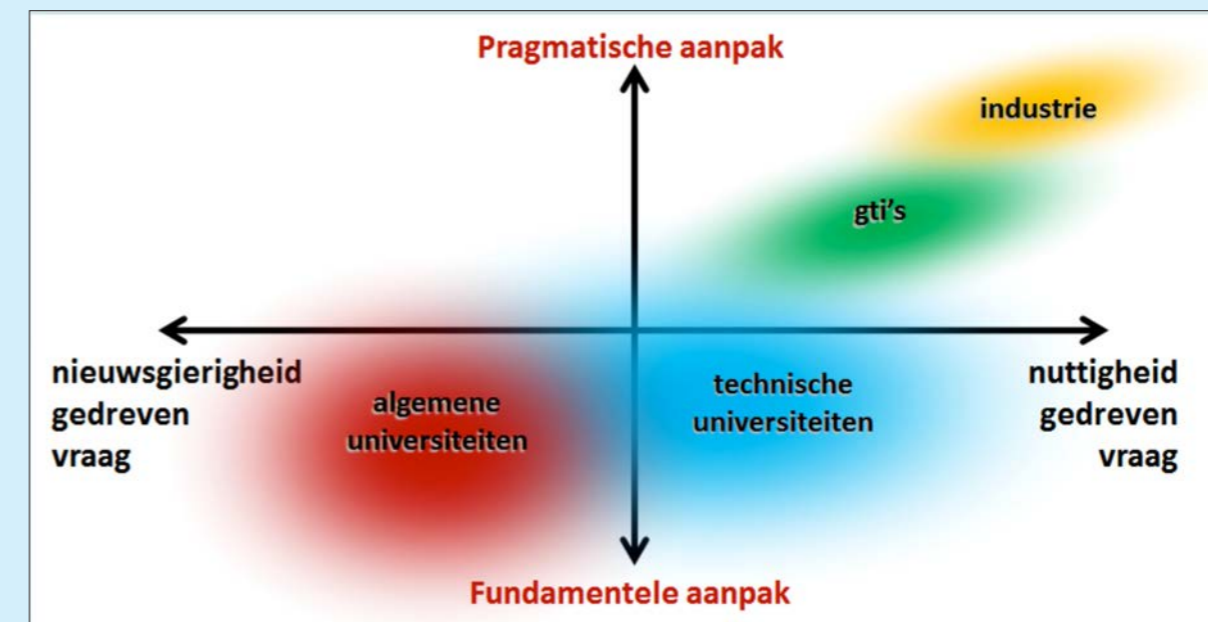 Pragmatische aanpak
industrie
gti's
nieuwsgierigheid
gedreven
vraag
algemene
universiteiten
technische
universiteiten
nuttigheid
gedreven
vraag
Fundamentele aanpak